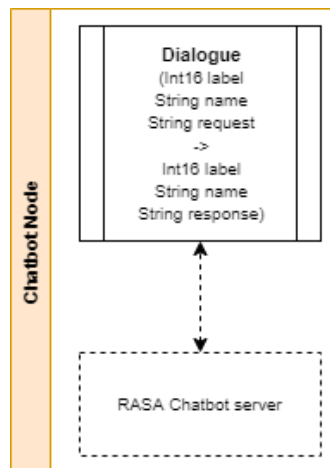 Chatbot Node
Dialogue
(Int16 label
String name
String request
->
Int16 label
String name
String response)
RASA Chatbot server